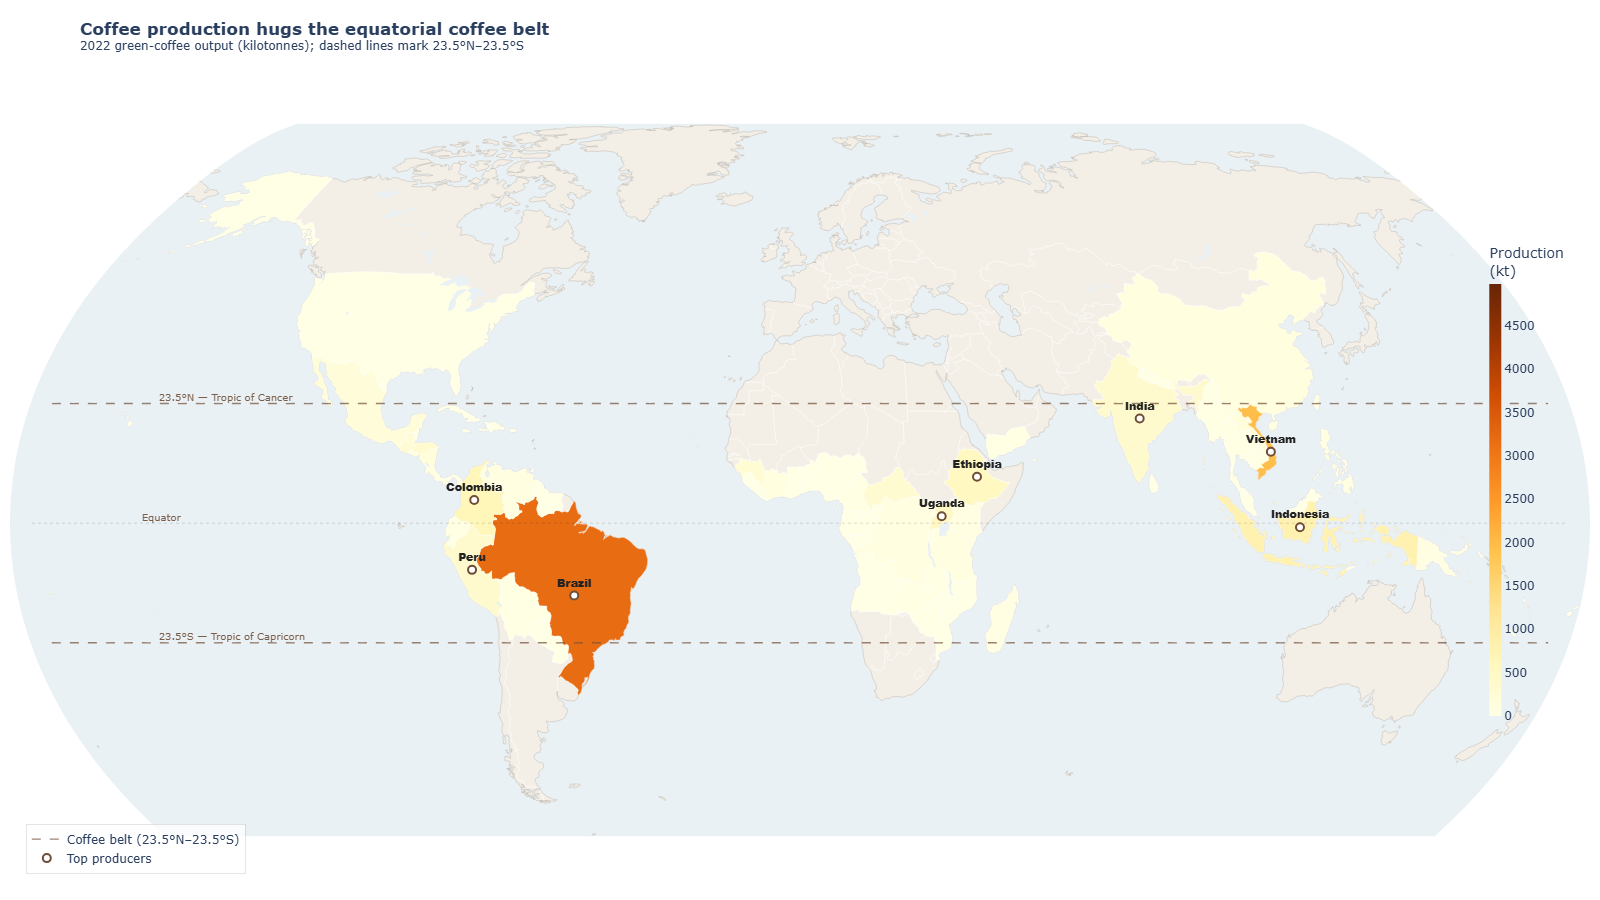 Coffee production hugs the equatorial coffee belt
2022 green-coffee output (kilotonnes); dashed lines mark 23.5°N–23.5°S
Production
(kt)
4500
4000
3500
3000
2500
2000
1500
1000
500
0
23.5°N — Tropic of Cancer
India
Vietnam
Ethiopia
Colombia
Uganda
Indonesia
Equator
Peru
Brazil
23.5°S — Tropic of Capricorn
Coffee belt (23.5°N–23.5°S)
Top producers